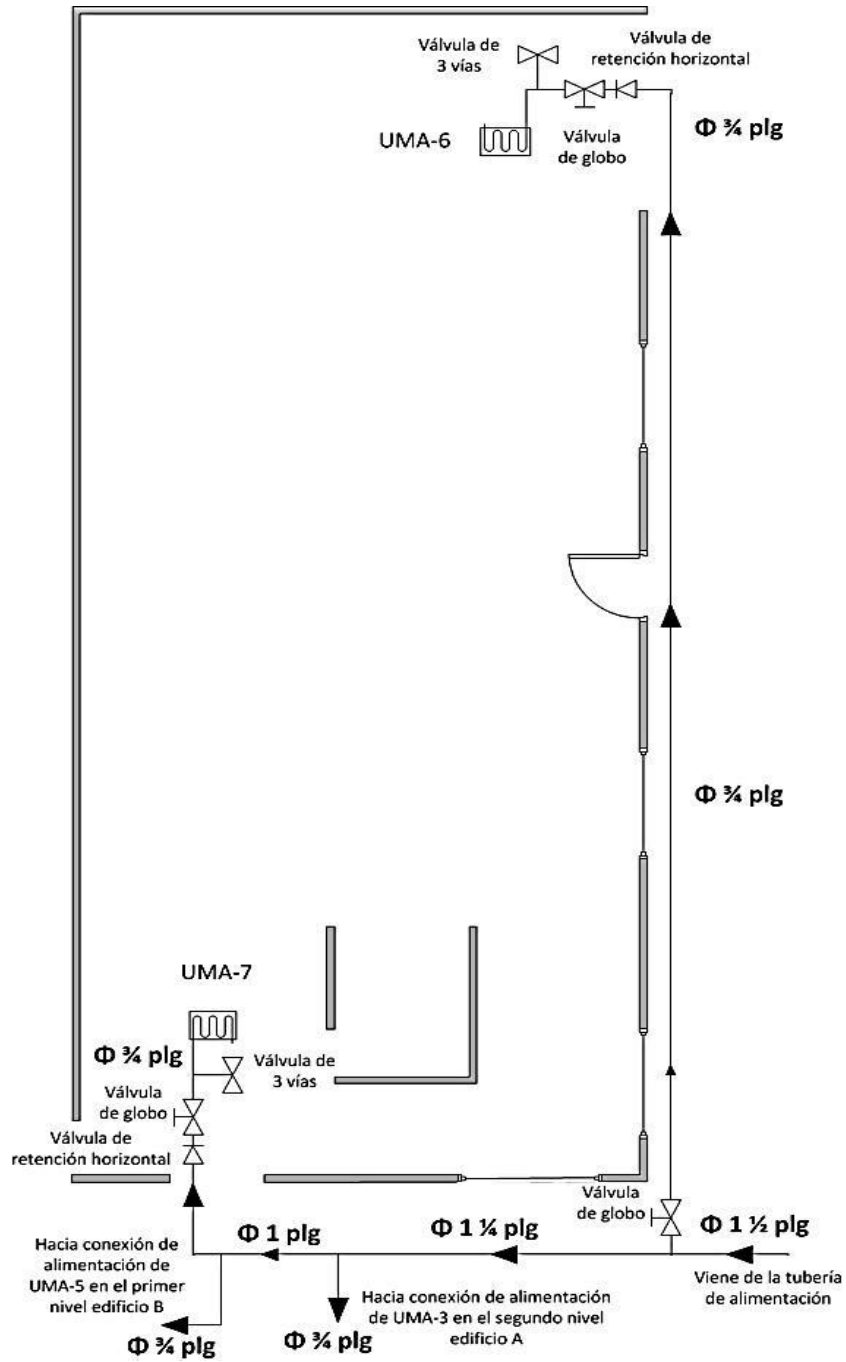 Válvula de
3 vías
Válvula de
retención horizontal
Φ ¾ plg
UMA-6
Válvula
de globo
Φ ¾ plg
UMA-7
Φ ¾ plg
Válvula de
3 vías
Válvula
de globo
Válvula de
retención horizontal
Válvula
de globo
Φ 1 ½ plg
Φ 1 ¼ plg
Φ 1 plg
Hacia conexión de
alimentación de
UMA-5 en el primer
nivel edificio B
Viene de la tubería
de alimentación
Hacia conexión de alimentación
de UMA-3 en el segundo nivel
edificio A
Φ ¾ plg
Φ ¾ plg